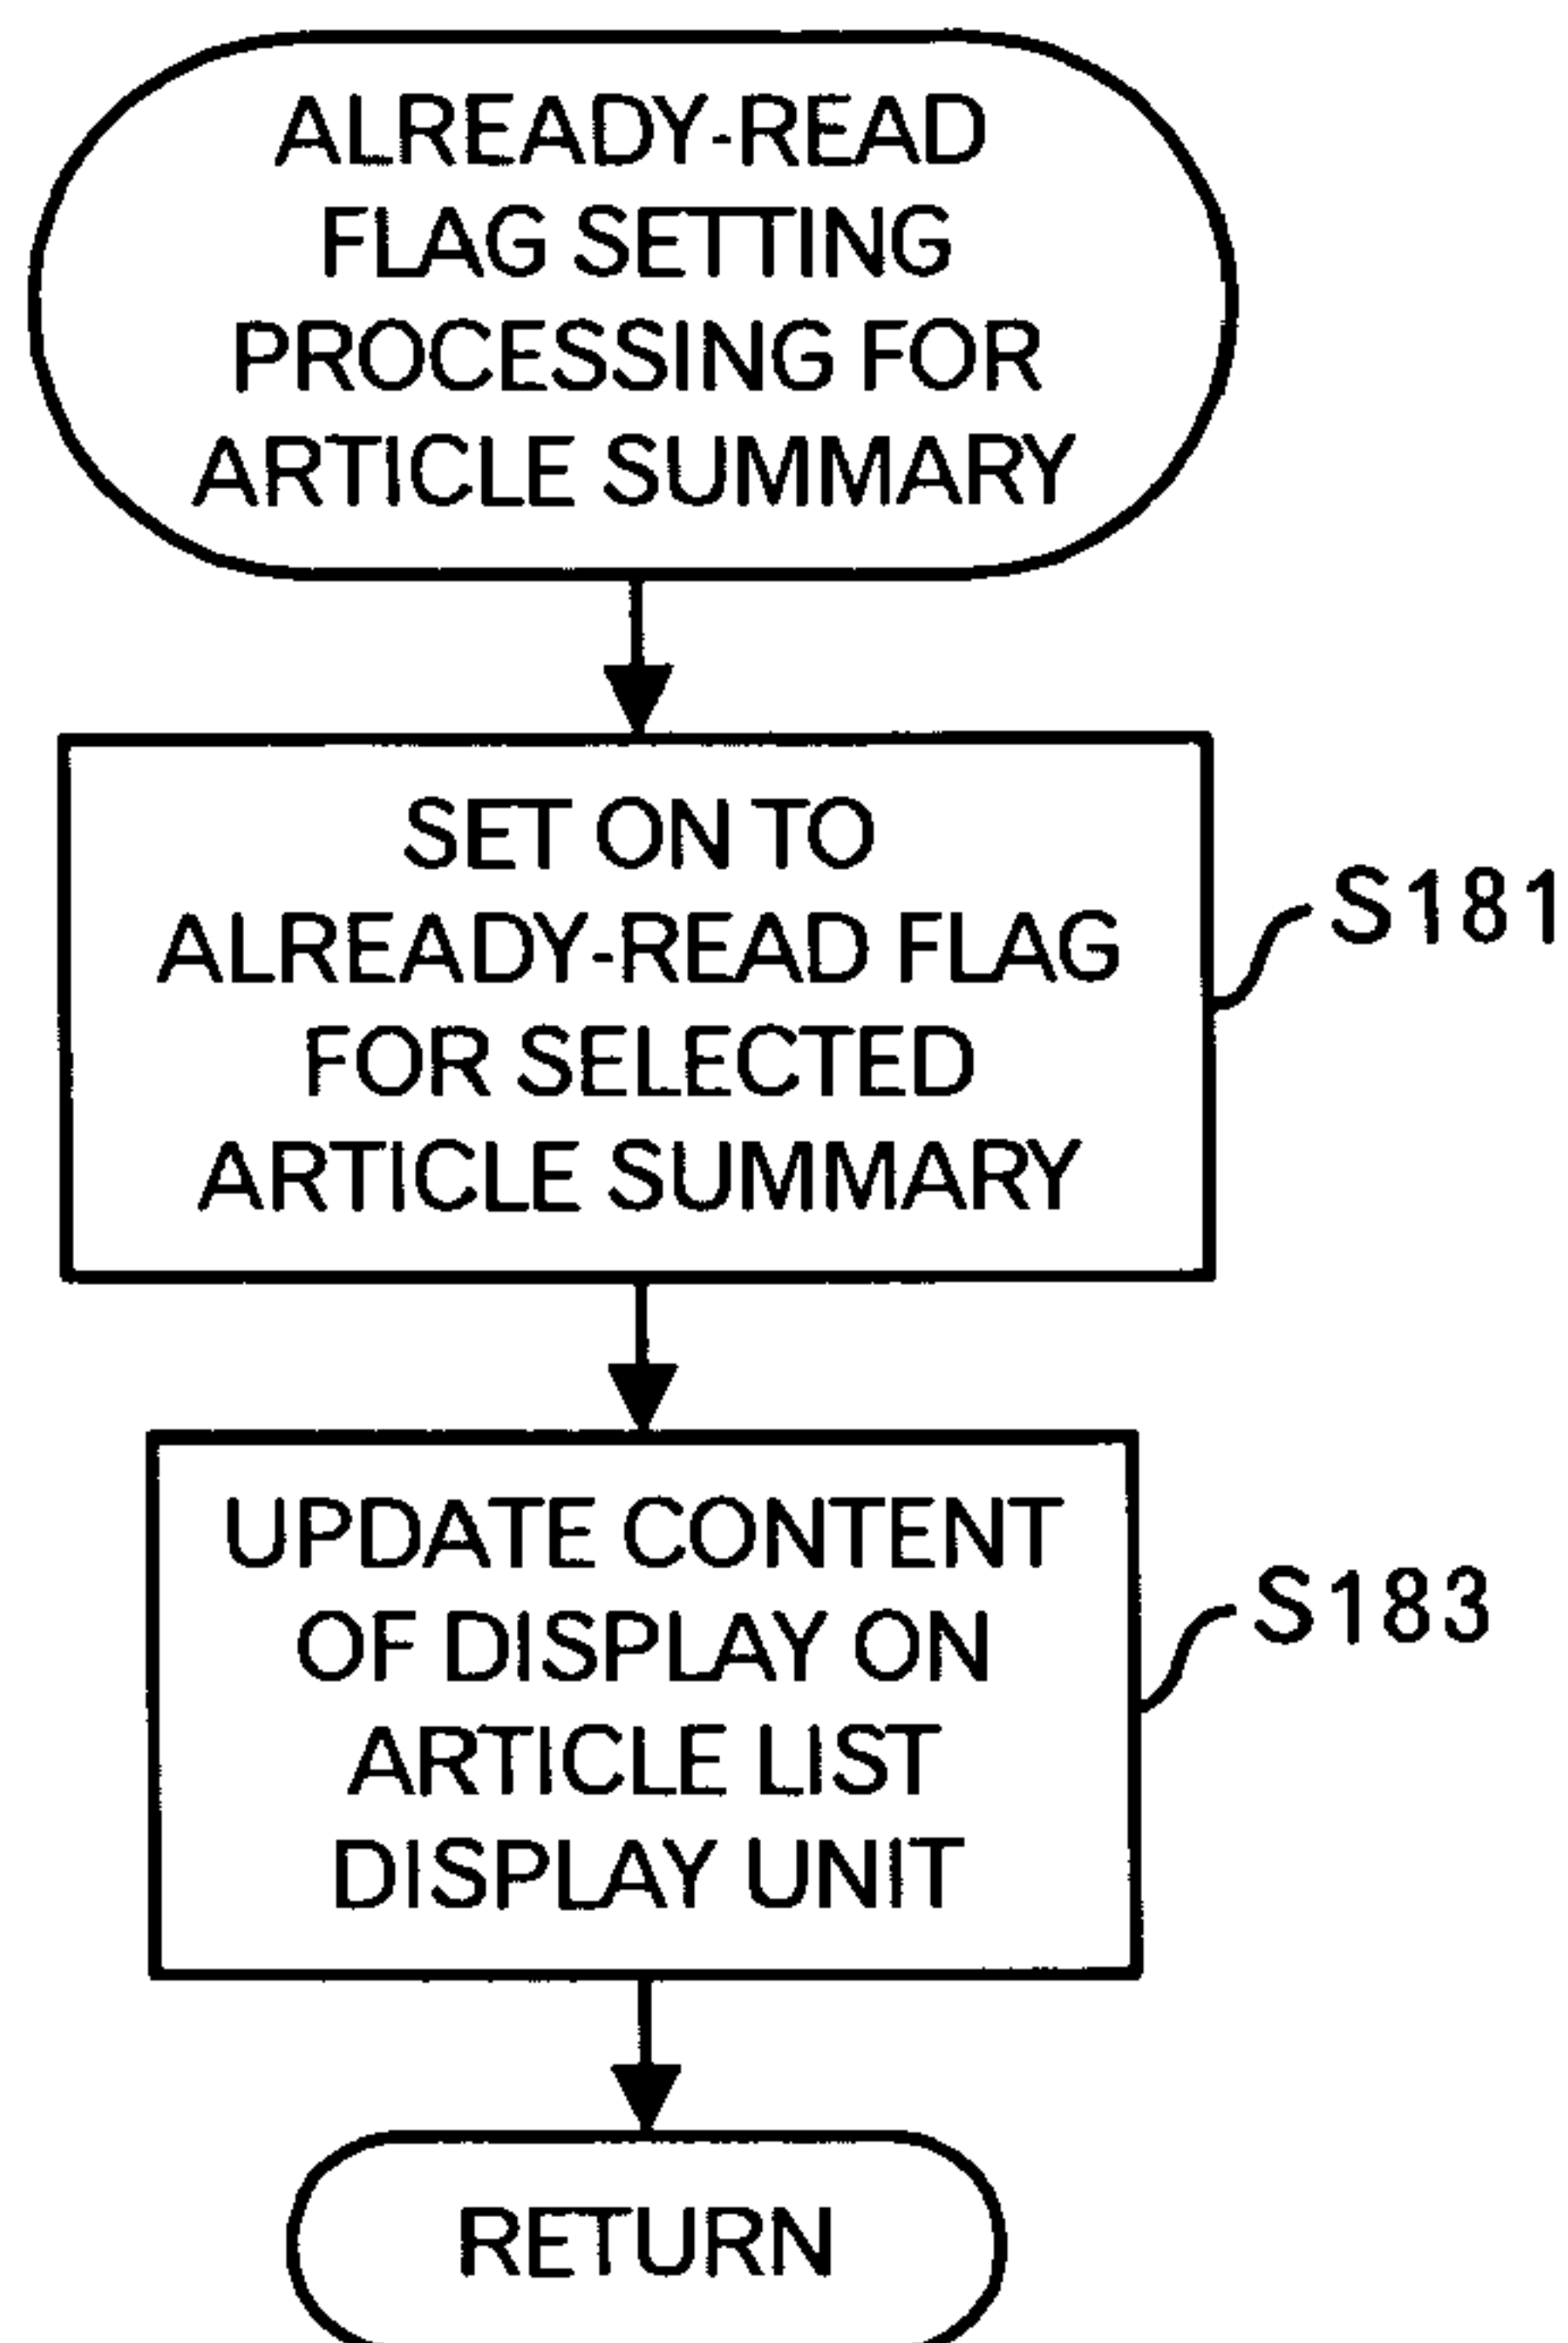 ALREADY-READ
FLAG SETTING
PROCESSING FOR
ARTICLE SUMMARY
SET ON TO
ALREADY-READ FLAG
FOR SELECTED
ARTICLE SUMMARY
S181
UPDATE CONTENT
OF DISPLAY ON
ARTICLE LIST
DISPLAY UNIT
S183
RETURN